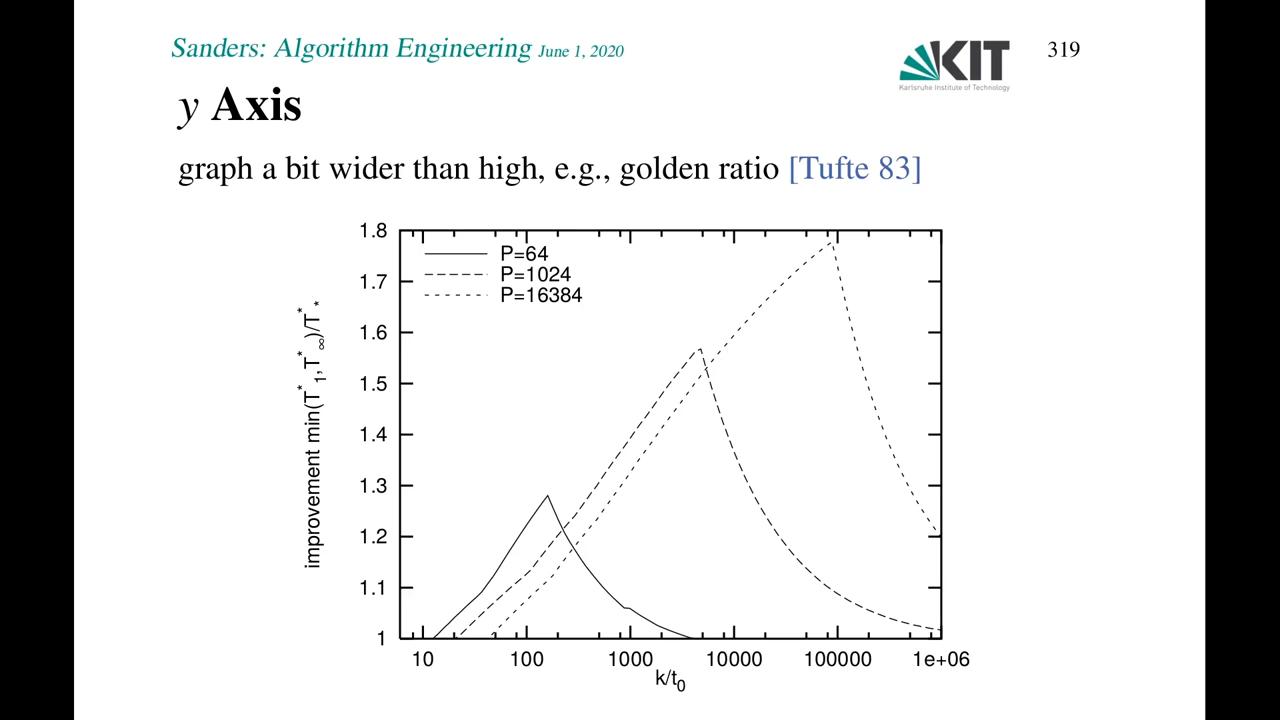 Sanders: Algorithm Engineering June 1, 2020
KIT
Karlsruhe Institute of Technology
319
y Axis
graph a bit wider than high, e.g., golden ratio [Tufte 83]
improvement min(T*1,T*∞)/T**
1.8
1.7
1.6
1.5
1.4
1.3
1.2
1.1
1
P=64
P=1024
P=16384
10 100 1000 10000 100000 1e+06
k/t0